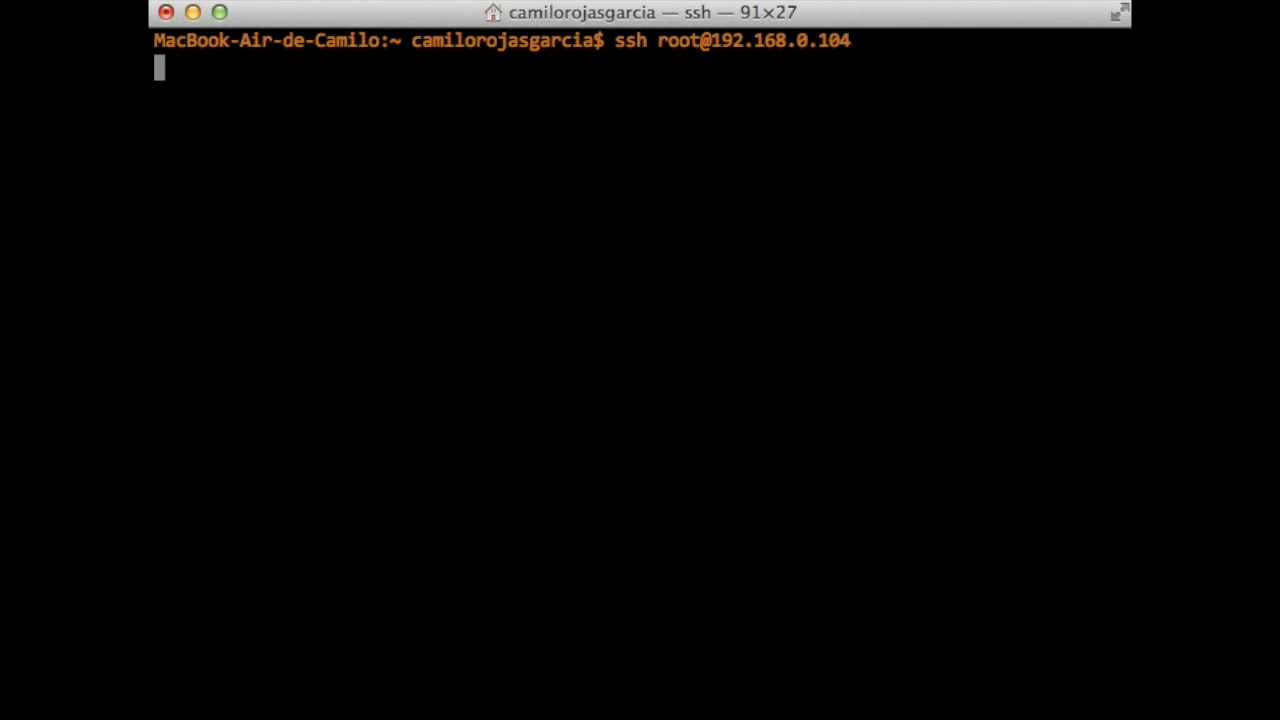 camilorojasgarcia — ssh — 91×27
MacBook-Air-de-Camilo:~ camilorojasgarcia$ ssh root@192.168.0.104